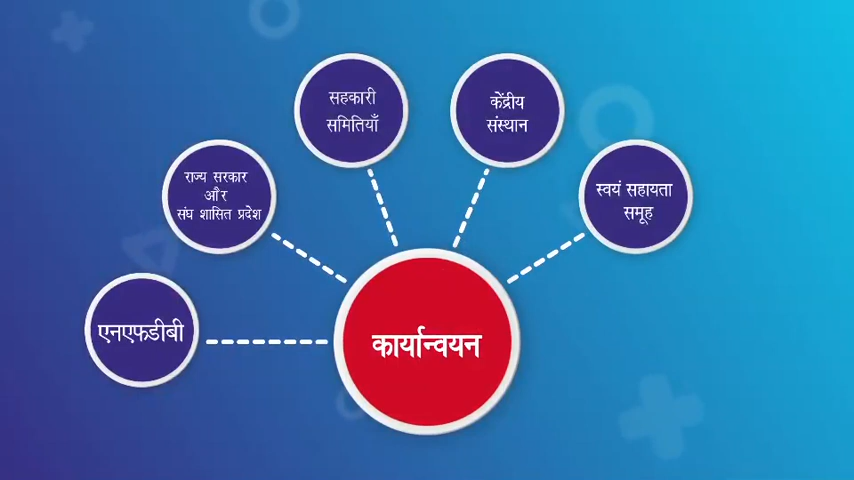 सहकारी
समितियाँ
केंद्रीय
संस्थान
राज्य सरकार
और
संघ शासित प्रदेश
स्वयं सहायता
समूह
एनएफडीबी
कार्यान्वयन